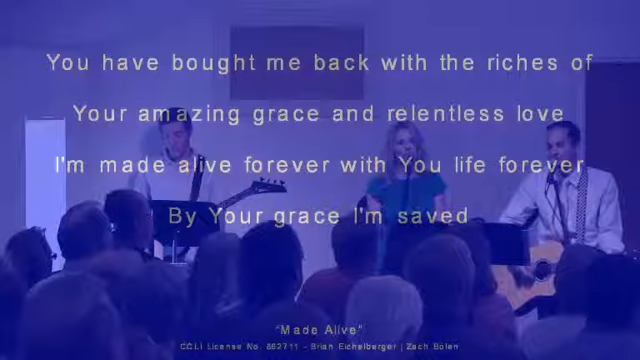 You have bought me back with the riches of
Your amazing grace and relentless love
I'm made alive forever with You life forever
By Your grace I'm saved
"Made Alive"
CCLI License No. 862711 - Brian Eichelberger | Zach Bolen